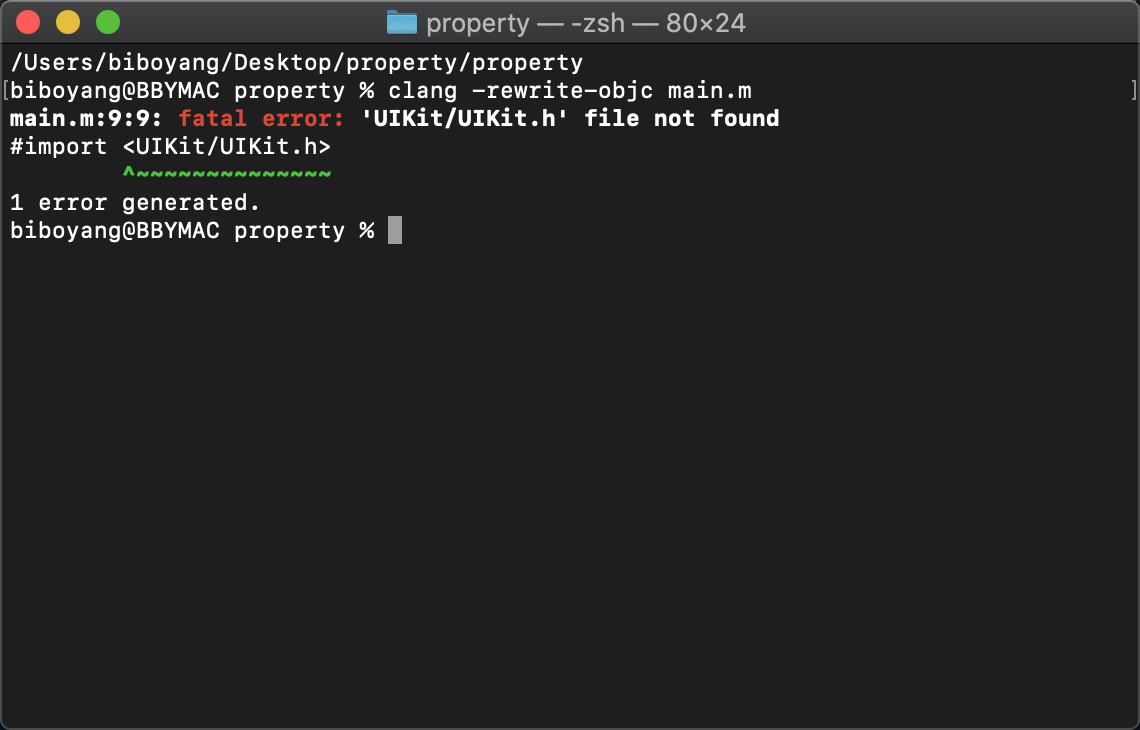 property — -zsh — 80×24
/Users/biboyang/Desktop/property/property
[biboyang@BBYMAC property % clang -rewrite-objc main.m ]
main.m:9:9: fatal error: 'UIKit/UIKit.h' file not found
#import <UIKit/UIKit.h>
        ^~~~~~~~~~~~~~~
1 error generated.
biboyang@BBYMAC property %